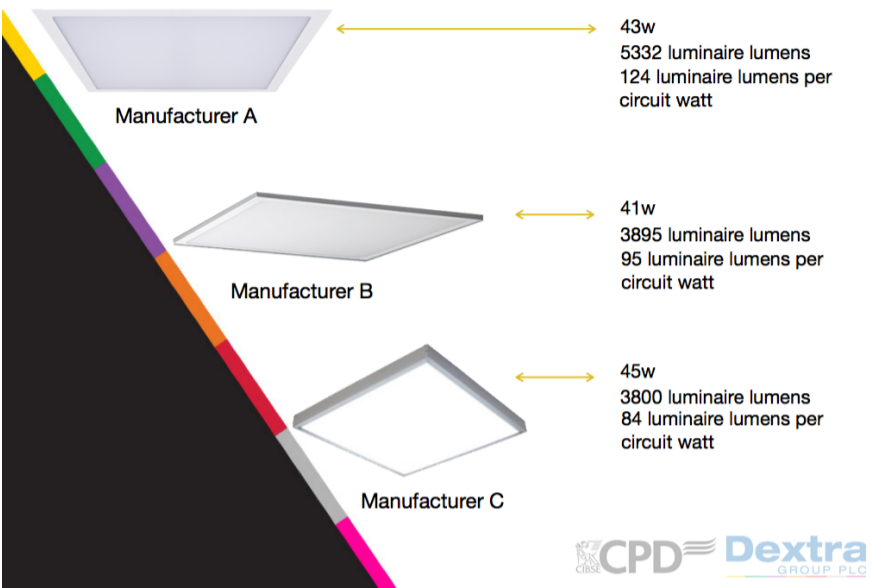 43w
5332 luminaire lumens
124 luminaire lumens per
circuit watt
Manufacturer A
41w
3895 luminaire lumens
95 luminaire lumens per
circuit watt
Manufacturer B
45w
3800 luminaire lumens
84 luminaire lumens per
circuit watt
Manufacturer C
CIBSE CPD Dextra
GROUP PLC